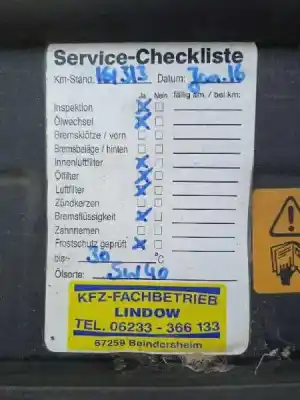 Service-Checkliste
Km-Stand: 161313 Datum: Jan. 16
Ja Nein fällig am / bei km:
Inspektion
Ölwechsel
Bremsklötze / vorn
Bremsbeläge / hinten
Innenluftfilter
Ölfilter
Luftfilter
Zündkerzen
Bremsflüssigkeit
Zahnriemen
Frostschutz geprüft
bis- 30 °C
Ölsorte: 5W40
KFZ-FACHBETRIEB
LINDOW
TEL. 06233 - 366 133
67259 Beindersheim